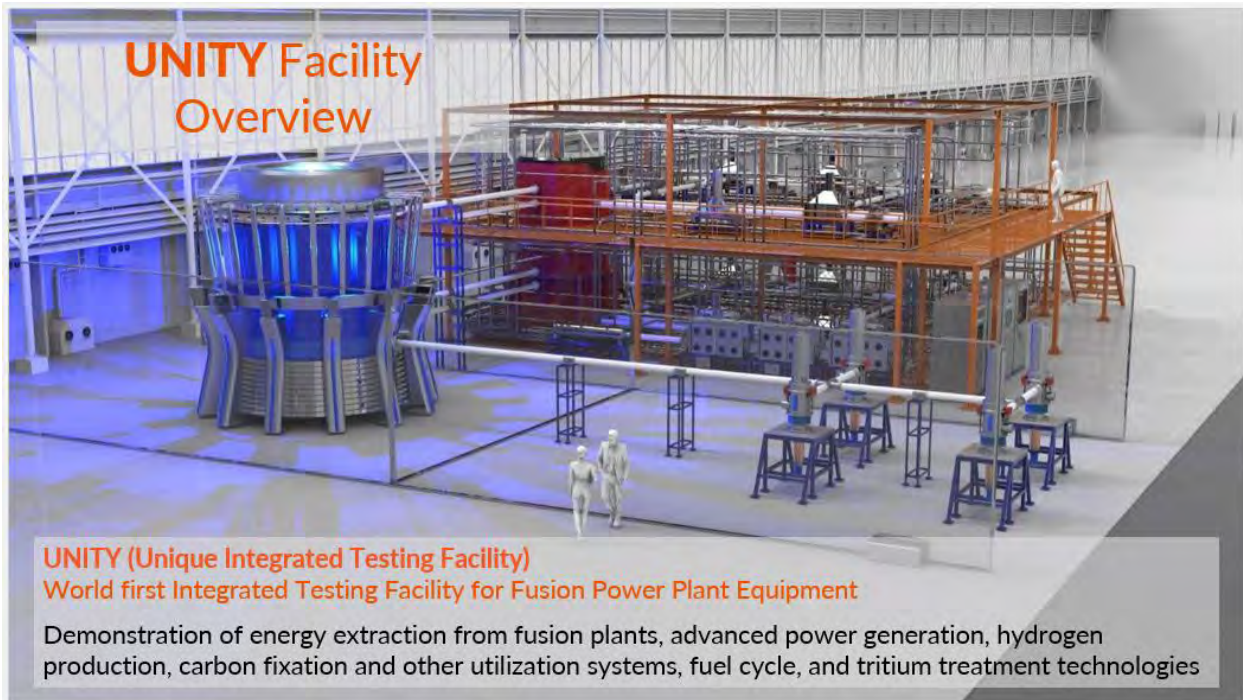 UNITY Facility
Overview
UNITY (Unique Integrated Testing Facility)
World first Integrated Testing Facility for Fusion Power Plant Equipment
Demonstration of energy extraction from fusion plants, advanced power generation, hydrogen
production, carbon fixation and other utilization systems, fuel cycle, and tritium treatment technologies